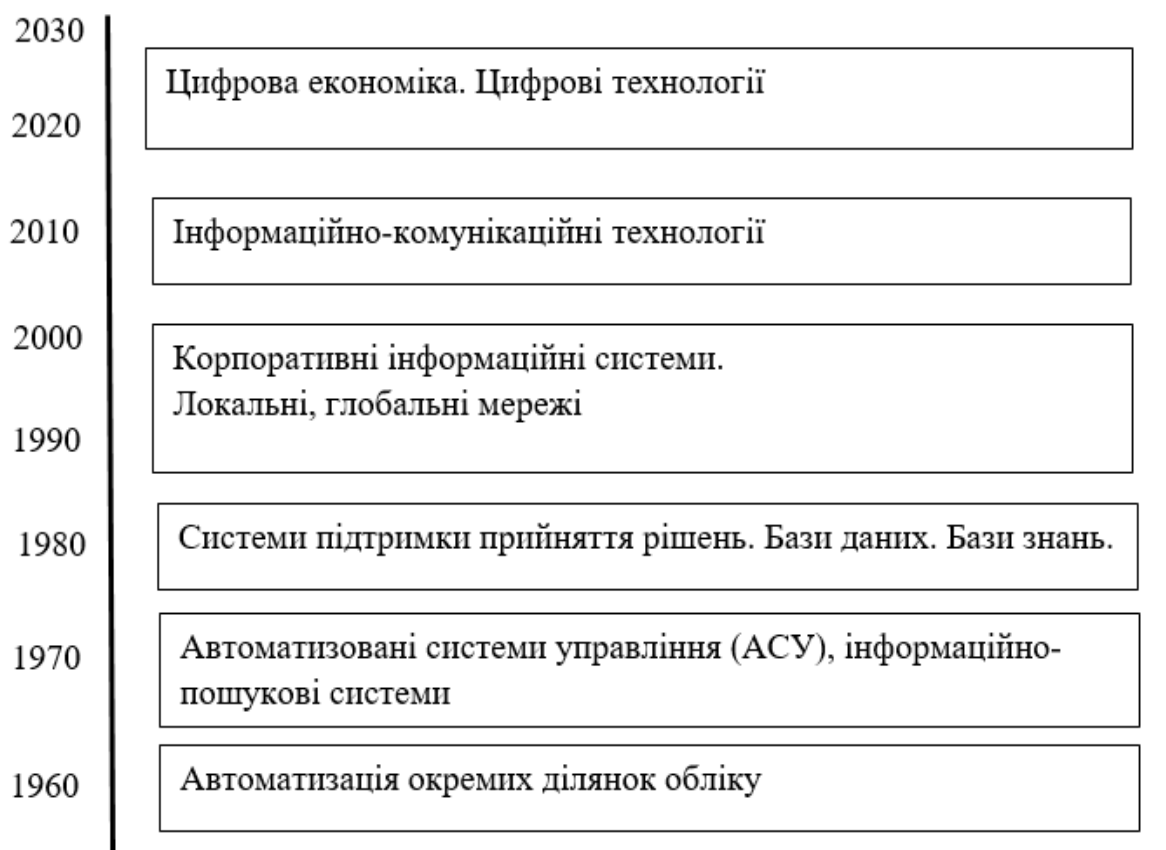 2030
Цифрова економіка. Цифрові технології
2020
2010
Інформаційно-комунікаційні технології
2000
Корпоративні інформаційні системи.
Локальні, глобальні мережі
1990
1980
Системи підтримки прийняття рішень. Бази даних. Бази знань.
1970
Автоматизовані системи управління (АСУ), інформаційно-
пошукові системи
1960
Автоматизація окремих ділянок обліку